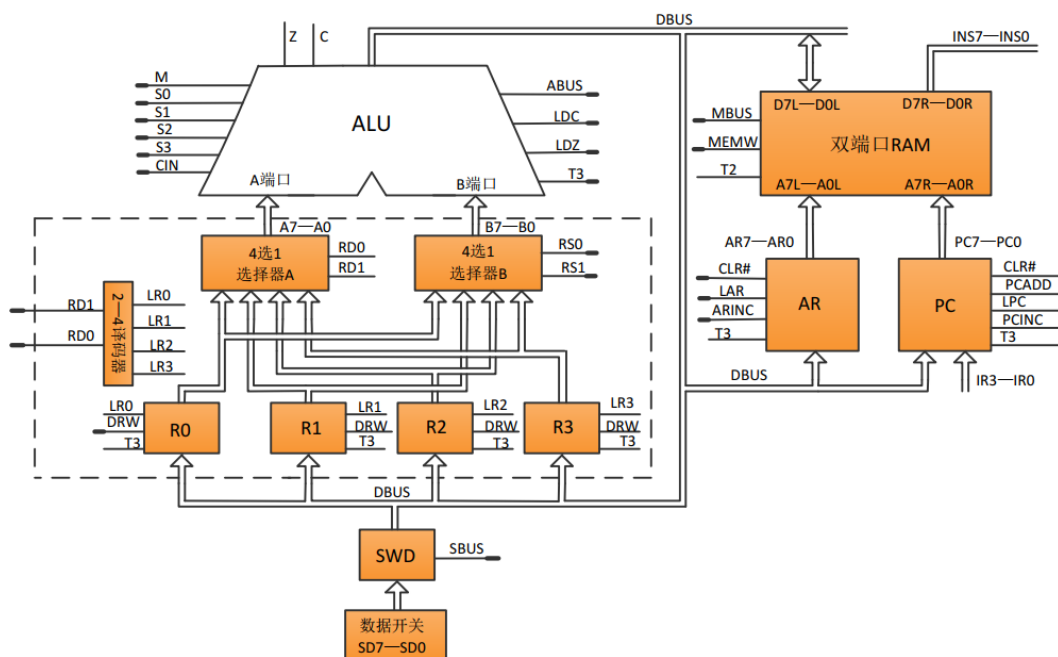 DBUS
Z
C
INS7—INS0
M
S0
S1
S2
S3
CIN
ALU
ABUS
LDC
LDZ
T3
A端口
B端口
MBUS
MEMW
T2
D7L—D0L
D7R—D0R
双端口RAM
A7L—A0L
A7R—A0R
A7—A0
B7—B0
4选1
选择器A
RD0
RD1
4选1
选择器B
RS0
RS1
AR7—AR0
PC7—PC0
CLR#
LAR
ARINC
T3
AR
PC
CLR#
PCADD
LPC
PCINC
T3
RD1
RD0
2—4译码器
LR0
LR1
LR2
LR3
DBUS
IR3—IR0
LR0
DRW
T3
R0
R1
LR1
DRW
T3
R2
LR2
DRW
T3
R3
LR3
DRW
T3
DBUS
SWD
SBUS
数据开关
SD7—SD0